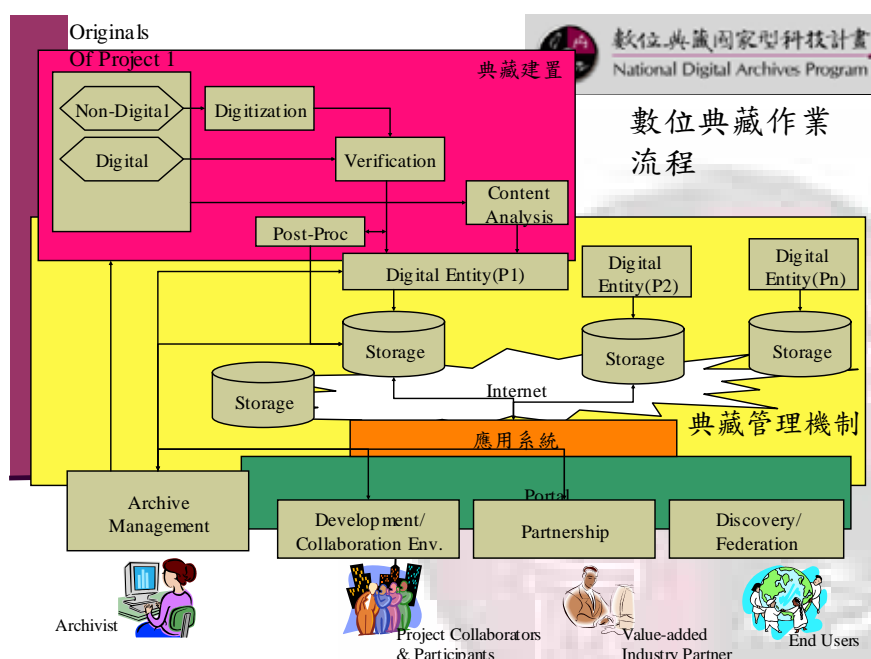 Originals
Of Project 1
數位典藏國家型科技計畫
National Digital Archives Program
典藏建置
數位典藏作業
流程
Non-Digital
Digitization
Digital
Verification
Content
Analysis
Post-Proc
Digital Entity(P1)
Digital
Entity(P2)
Digital
Entity(Pn)
Storage
Storage
Storage
Storage
Internet
典藏管理機制
應用系統
Portal
Archive
Management
Development/
Collaboration Env.
Partnership
Discovery/
Federation
Archivist
Project Collaborators
& Participants
Value-added
Industry Partner
End Users